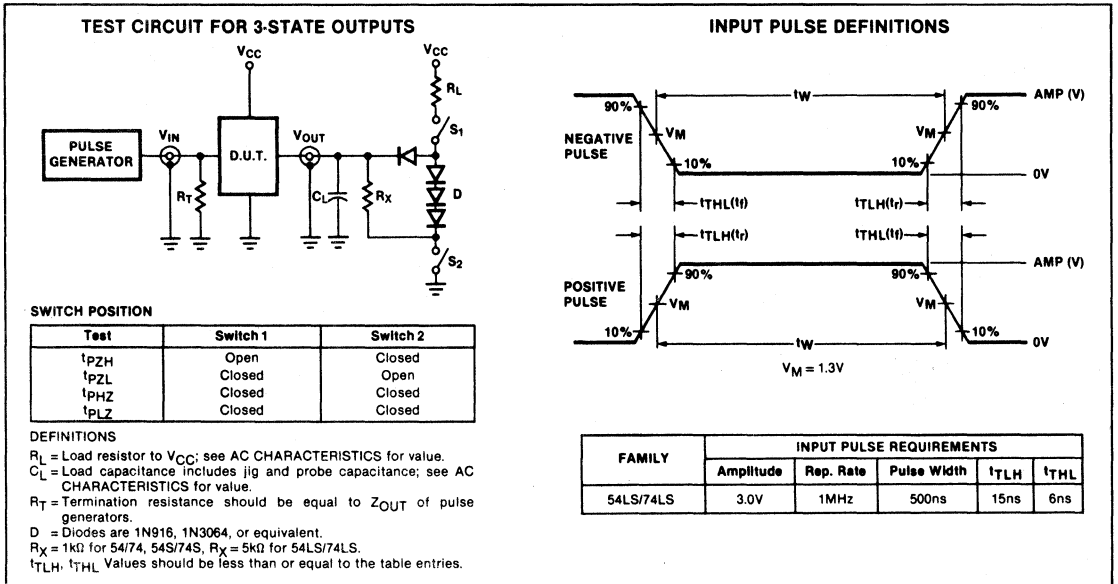 TEST CIRCUIT FOR 3-STATE OUTPUTS
VCC
VCC
RL
S1
PULSE GENERATOR
VIN
D.U.T.
VOUT
RT
CL
RX
D
S2
SWITCH POSITION
Test Switch 1 Switch 2
tPZH Open Closed
tPZL Closed Open
tPHZ Closed Closed
tPLZ Closed Closed
DEFINITIONS
RL = Load resistor to VCC; see AC CHARACTERISTICS for value.
CL = Load capacitance includes jig and probe capacitance; see AC
CHARACTERISTICS for value.
RT = Termination resistance should be equal to ZOUT of pulse
generators.
D = Diodes are 1N916, 1N3064, or equivalent.
RX = 1kΩ for 54/74, 54S/74S, RX = 5kΩ for 54LS/74LS.
tTLH, tTHL Values should be less than or equal to the table entries.
INPUT PULSE DEFINITIONS
90% tW 90% AMP (V)
NEGATIVE
PULSE
VM VM
10% 10% 0V
tTHL(tf) tTLH(tr)
tTLH(tr) tTHL(tf)
90% 90% AMP (V)
POSITIVE
PULSE
VM VM
10% tW 10% 0V
VM = 1.3V
FAMILY INPUT PULSE REQUIREMENTS
Amplitude Rep. Rate Pulse Width tTLH tTHL
54LS/74LS 3.0V 1MHz 500ns 15ns 6ns